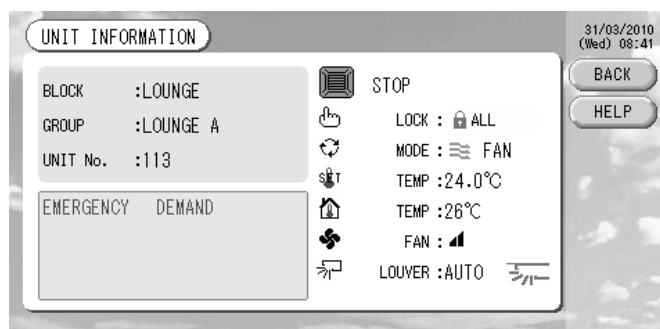 UNIT INFORMATION
31/03/2010
(Wed) 08:41
BACK
HELP
BLOCK :LOUNGE
GROUP :LOUNGE A
UNIT No. :113
EMERGENCY DEMAND
STOP
LOCK : ALL
MODE : FAN
SET TEMP :24.0℃
TEMP :26℃
FAN :
LOUVER :AUTO